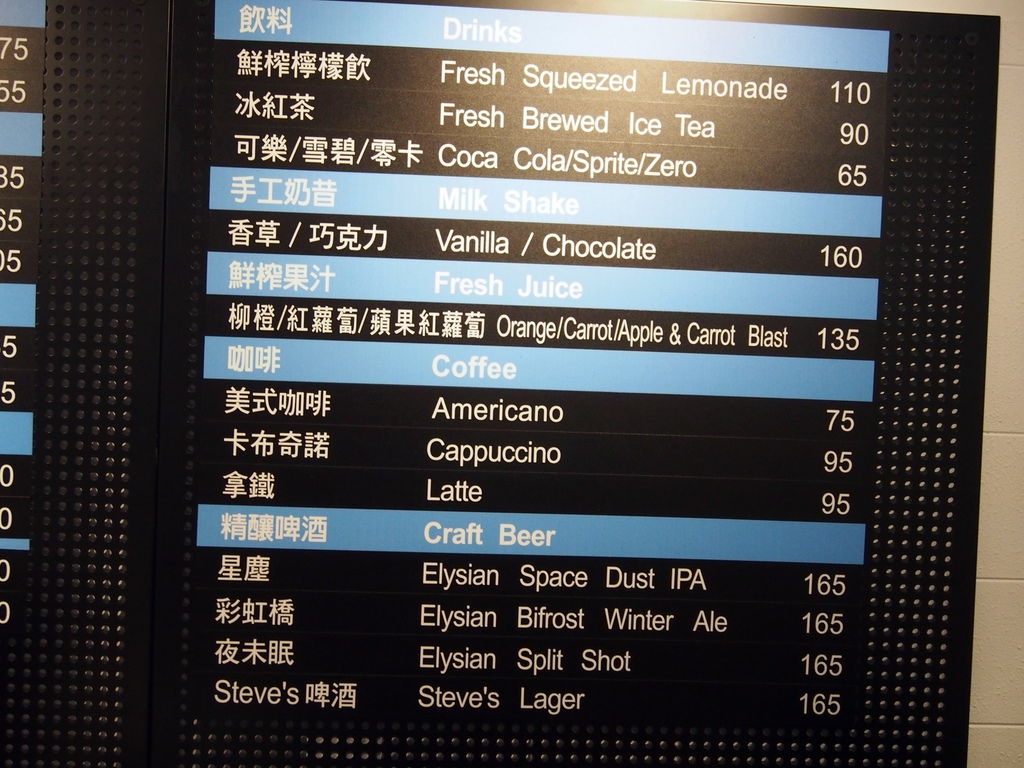 飲料 Drinks
鮮榨檸檬飲 Fresh Squeezed Lemonade 110
冰紅茶 Fresh Brewed Ice Tea 90
可樂/雪碧/零卡 Coca Cola/Sprite/Zero 65
手工奶昔 Milk Shake
香草 / 巧克力 Vanilla / Chocolate 160
鮮榨果汁 Fresh Juice
柳橙/紅蘿蔔/蘋果紅蘿蔔 Orange/Carrot/Apple & Carrot Blast 135
咖啡 Coffee
美式咖啡 Americano 75
卡布奇諾 Cappuccino 95
拿鐵 Latte 95
精釀啤酒 Craft Beer
星塵 Elysian Space Dust IPA 165
彩虹橋 Elysian Bifrost Winter Ale 165
夜未眠 Elysian Split Shot 165
Steve's 啤酒 Steve's Lager 165